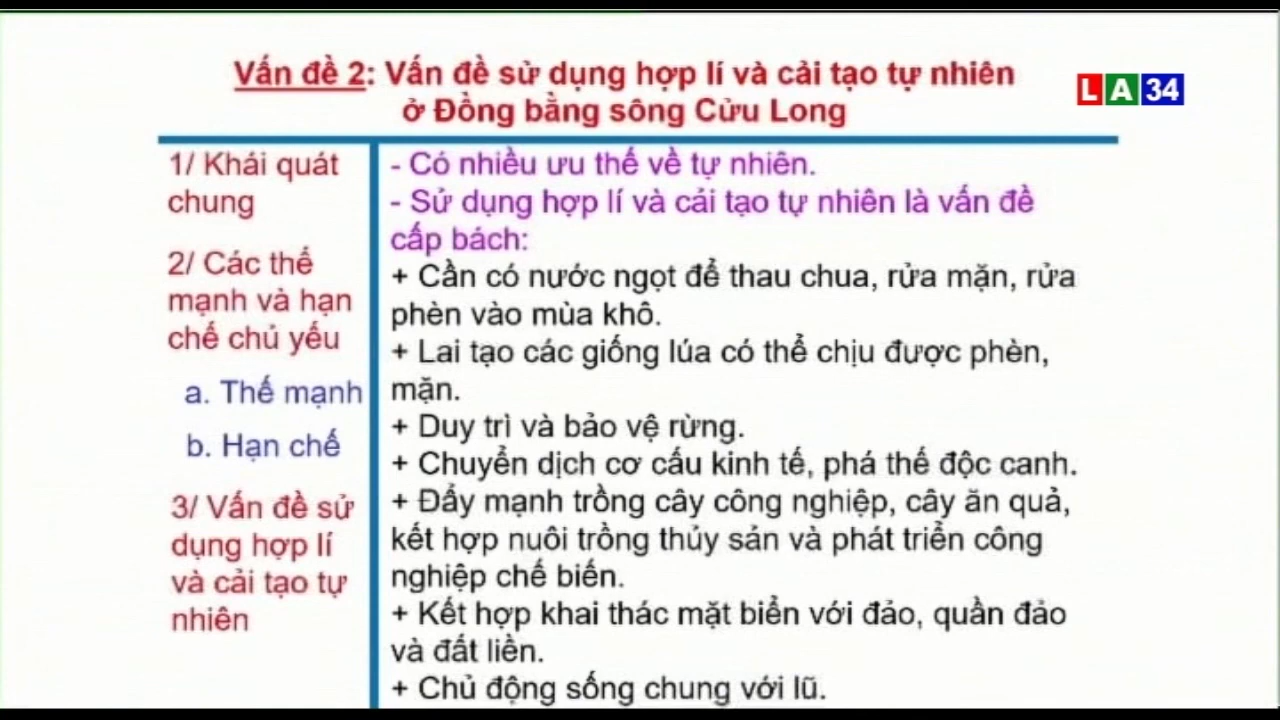 Vấn đề 2: Vấn đề sử dụng hợp lí và cải tạo tự nhiên
ở Đồng bằng sông Cửu Long
LA34
1/ Khái quát
chung
2/ Các thế
mạnh và hạn
chế chủ yếu
a. Thế mạnh
b. Hạn chế
3/ Vấn đề sử
dụng hợp lí
và cải tạo tự
nhiên
- Có nhiều ưu thế về tự nhiên.
- Sử dụng hợp lí và cải tạo tự nhiên là vấn đề
cấp bách:
+ Cần có nước ngọt để thau chua, rửa mặn, rửa
phèn vào mùa khô.
+ Lai tạo các giống lúa có thể chịu được phèn,
mặn.
+ Duy trì và bảo vệ rừng.
+ Chuyển dịch cơ cấu kinh tế, phá thế độc canh.
+ Đẩy mạnh trồng cây công nghiệp, cây ăn quả,
kết hợp nuôi trồng thủy sản và phát triển công
nghiệp chế biến.
+ Kết hợp khai thác mặt biển với đảo, quần đảo
và đất liền.
+ Chủ động sống chung với lũ.